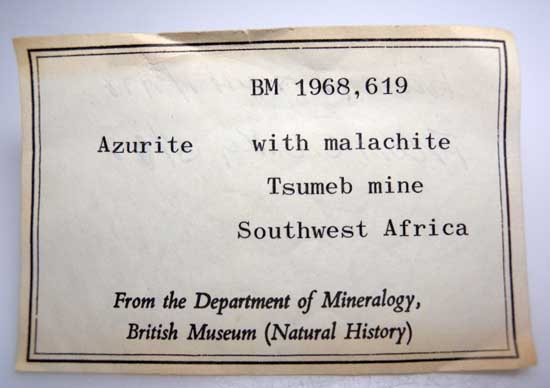 BM 1968,619
Azurite with malachite
Tsumeb mine
Southwest Africa
From the Department of Mineralogy,
British Museum (Natural History)